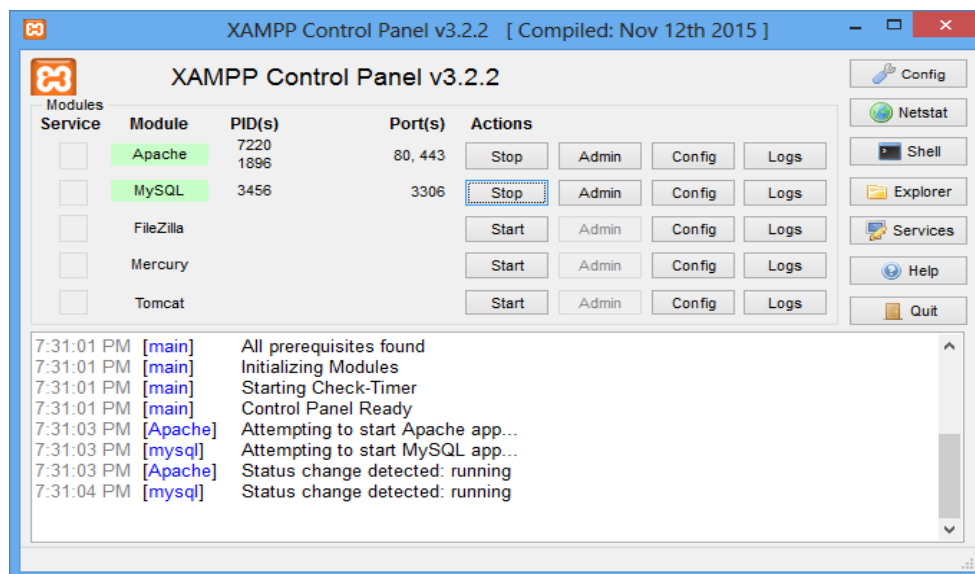 XAMPP Control Panel v3.2.2 [ Compiled: Nov 12th 2015 ]
XAMPP Control Panel v3.2.2
Config
Modules
Netstat
Service Module PID(s) Port(s) Actions
Apache 7220 1896 80, 443 Stop Admin Config Logs
Shell
MySQL 3456 3306 Stop Admin Config Logs
Explorer
FileZilla Start Admin Config Logs
Services
Mercury Start Admin Config Logs
Help
Tomcat Start Admin Config Logs
Quit
7:31:01 PM [main] All prerequisites found
7:31:01 PM [main] Initializing Modules
7:31:01 PM [main] Starting Check-Timer
7:31:01 PM [main] Control Panel Ready
7:31:03 PM [Apache] Attempting to start Apache app...
7:31:03 PM [mysql] Attempting to start MySQL app...
7:31:03 PM [Apache] Status change detected: running
7:31:04 PM [mysql] Status change detected: running